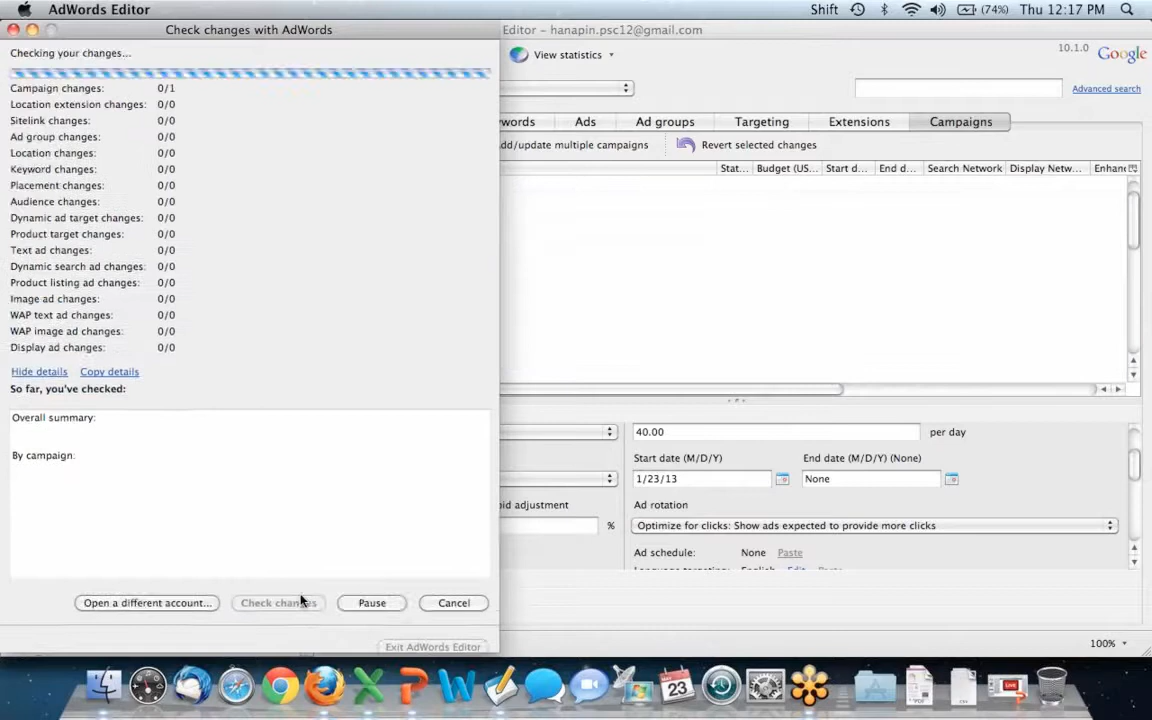 AdWords Editor
Shift
(74%)
Thu 12:17 PM
Check changes with AdWords
Editor - hanapin.psc12@gmail.com
Checking your changes...
View statistics
10.1.0
Google
Advanced search
Campaign changes: 0/1
Location extension changes: 0/0
Sitelink changes: 0/0
Ad group changes: 0/0
Location changes: 0/0
Keyword changes: 0/0
Placement changes: 0/0
Audience changes: 0/0
Dynamic ad target changes: 0/0
Product target changes: 0/0
Text ad changes: 0/0
Dynamic search ad changes: 0/0
Product listing ad changes: 0/0
Image ad changes: 0/0
WAP text ad changes: 0/0
WAP image ad changes: 0/0
Display ad changes: 0/0
Hide details Copy details
So far, you've checked:
Overall summary:
By campaign:
Open a different account... Check changes Pause Cancel
Exit AdWords Editor
words Ads Ad groups Targeting Extensions Campaigns
dd/update multiple campaigns Revert selected changes
Stat... Budget (US... Start d... End d... Search Network Display Netw... Enhanc
40.00 per day
Start date (M/D/Y) End date (M/D/Y) (None)
1/23/13 None
id adjustment Ad rotation
% Optimize for clicks: Show ads expected to provide more clicks
Ad schedule: None Paste
Language targeting: English Edit Paste
100%
23